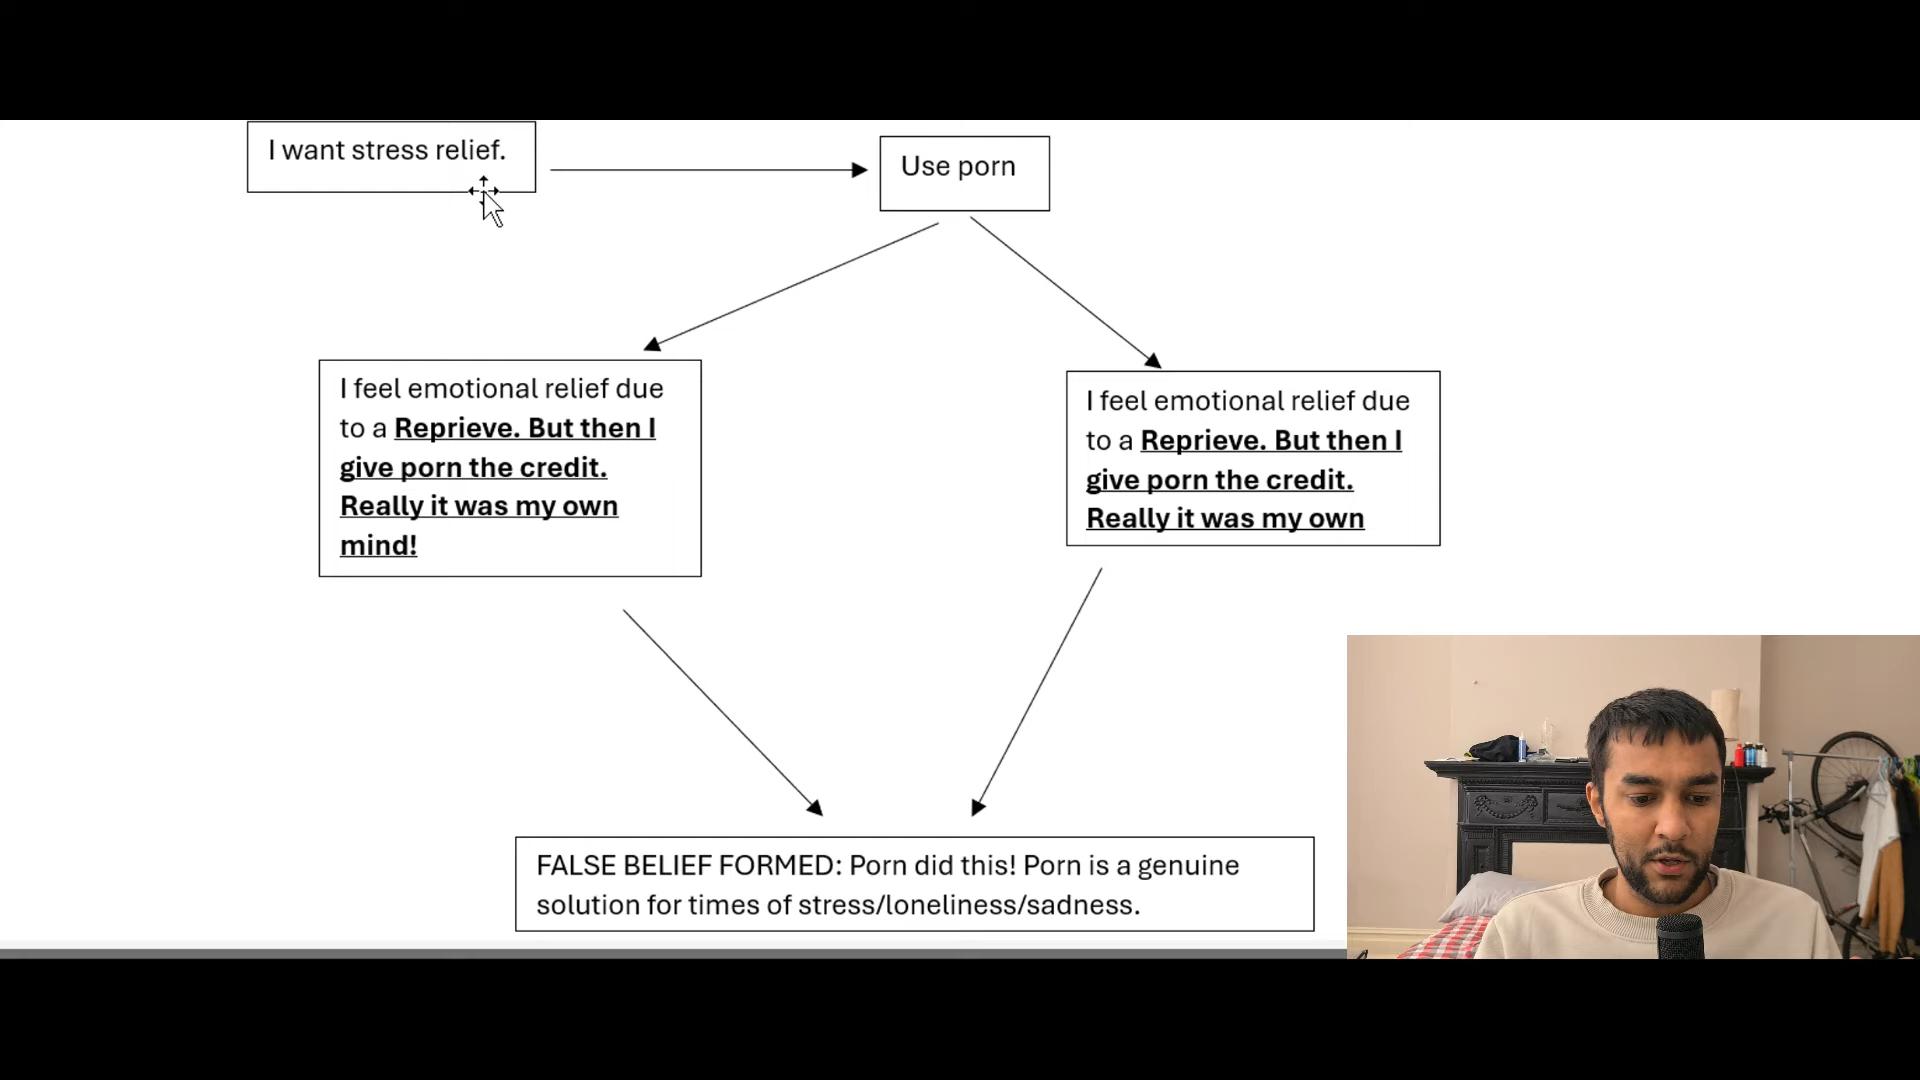 I want stress relief.
Use porn
I feel emotional relief due
to a Reprieve. But then I
give porn the credit.
Really it was my own
mind!
I feel emotional relief due
to a Reprieve. But then I
give porn the credit.
Really it was my own
FALSE BELIEF FORMED: Porn did this! Porn is a genuine
solution for times of stress/loneliness/sadness.